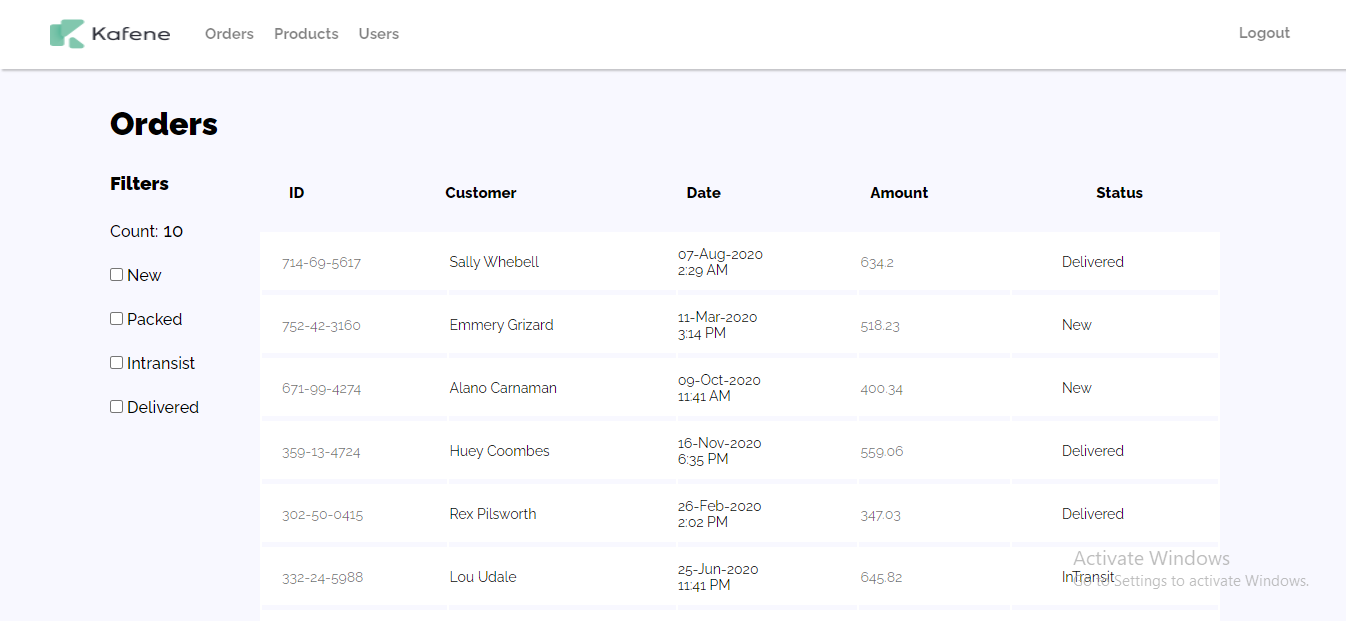 Kafene Orders Products Users Logout
Orders
Filters
Count: 10
New
Packed
Intransist
Delivered
ID Customer Date Amount Status
714-69-5617 Sally Whebell 07-Aug-2020 634.2 Delivered
2:29 AM
752-42-3160 Emmery Grizard 11-Mar-2020 518.23 New
3:14 PM
671-99-4274 Alano Carnaman 09-Oct-2020 400.34 New
11:41 AM
359-13-4724 Huey Coombes 16-Nov-2020 559.06 Delivered
6:35 PM
302-50-0415 Rex Pilsworth 26-Feb-2020 347.03 Delivered
2:02 PM
332-24-5988 Lou Udale 25-Jun-2020 645.82 InTransit
11:41 PM
Activate Windows
Go to Settings to activate Windows.